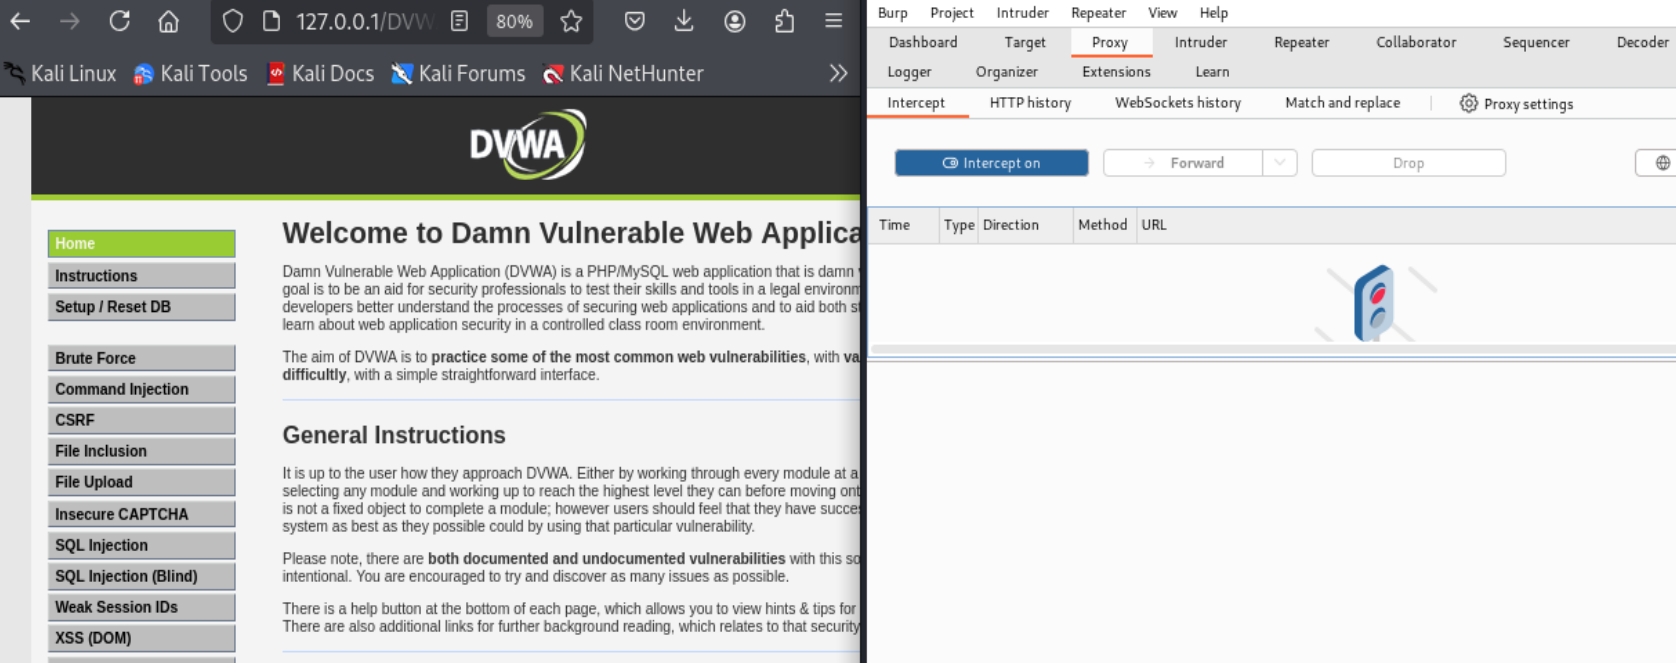 127.0.0.1/DVW
80%
Kali Linux
Kali Tools
Kali Docs
Kali Forums
Kali NetHunter
DVWA
Home
Instructions
Setup / Reset DB
Brute Force
Command Injection
CSRF
File Inclusion
File Upload
Insecure CAPTCHA
SQL Injection
SQL Injection (Blind)
Weak Session IDs
XSS (DOM)
Welcome to Damn Vulnerable Web Applica
Damn Vulnerable Web Application (DVWA) is a PHP/MySQL web application that is damn
goal is to be an aid for security professionals to test their skills and tools in a legal environm
developers better understand the processes of securing web applications and to aid both st
learn about web application security in a controlled class room environment.
The aim of DVWA is to practice some of the most common web vulnerabilities, with va
difficultly, with a simple straightforward interface.
General Instructions
It is up to the user how they approach DVWA. Either by working through every module at a
selecting any module and working up to reach the highest level they can before moving ont
is not a fixed object to complete a module; however users should feel that they have succe
system as best as they possible could by using that particular vulnerability.
Please note, there are both documented and undocumented vulnerabilities with this so
intentional. You are encouraged to try and discover as many issues as possible.
There is a help button at the bottom of each page, which allows you to view hints & tips for
There are also additional links for further background reading, which relates to that security
Burp Project Intruder Repeater View Help
Dashboard Target Proxy Intruder Repeater Collaborator Sequencer Decoder
Logger Organizer Extensions Learn
Intercept HTTP history WebSockets history Match and replace Proxy settings
Intercept on Forward Drop
Time Type Direction Method URL